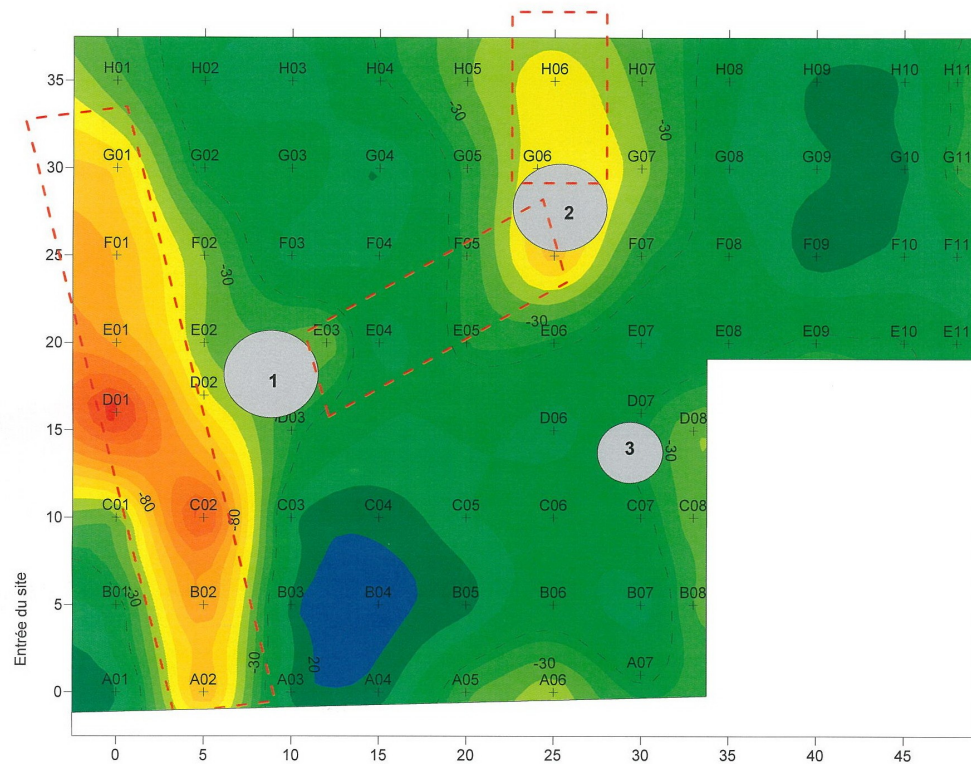 35 H01 H02 H03 H04 H05 H06 H07 H08 H09 H10 H11
-30 -30
30 G01 G02 G03 G04 G05 G06 G07 G08 G09 G10 G11
2
25 F01 F02 F03 F04 F05 F07 F08 F09 F10 F11
-30 -30
20 E01 E02 E03 E04 E05 E06 E07 E08 E09 E10 E11
D02 1
D01 D03 D06 D07 D08
15
3 -30
-80 -80
10 C01 C02 C03 C04 C05 C06 C07 C08
Entrée du site
5 B01 B02 B03 B04 B05 B06 B07 B08
-30
-30 20 -30
0 A01 A02 A03 A04 A05 A06 A07
0 5 10 15 20 25 30 35 40 45